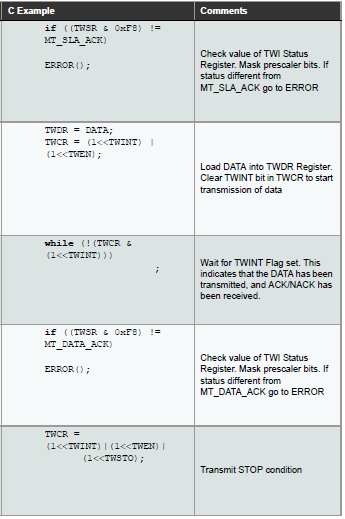 C Example
Comments
if ((TWSR & 0xF8) !=
MT_SLA_ACK)
ERROR();
Check value of TWI Status
Register. Mask prescaler bits. If
status different from
MT_SLA_ACK go to ERROR
TWDR = DATA;
TWCR = (1<<TWINT) |
(1<<TWEN);
Load DATA into TWDR Register.
Clear TWINT bit in TWCR to start
transmission of data
while (!(TWCR &
(1<<TWINT)))
;
Wait for TWINT Flag set. This
indicates that the DATA has been
transmitted, and ACK/NACK has
been received.
if ((TWSR & 0xF8) !=
MT_DATA_ACK)
ERROR();
Check value of TWI Status
Register. Mask prescaler bits. If
status different from
MT_DATA_ACK go to ERROR
TWCR =
(1<<TWINT)|(1<<TWEN)|
(1<<TWSTO);
Transmit STOP condition